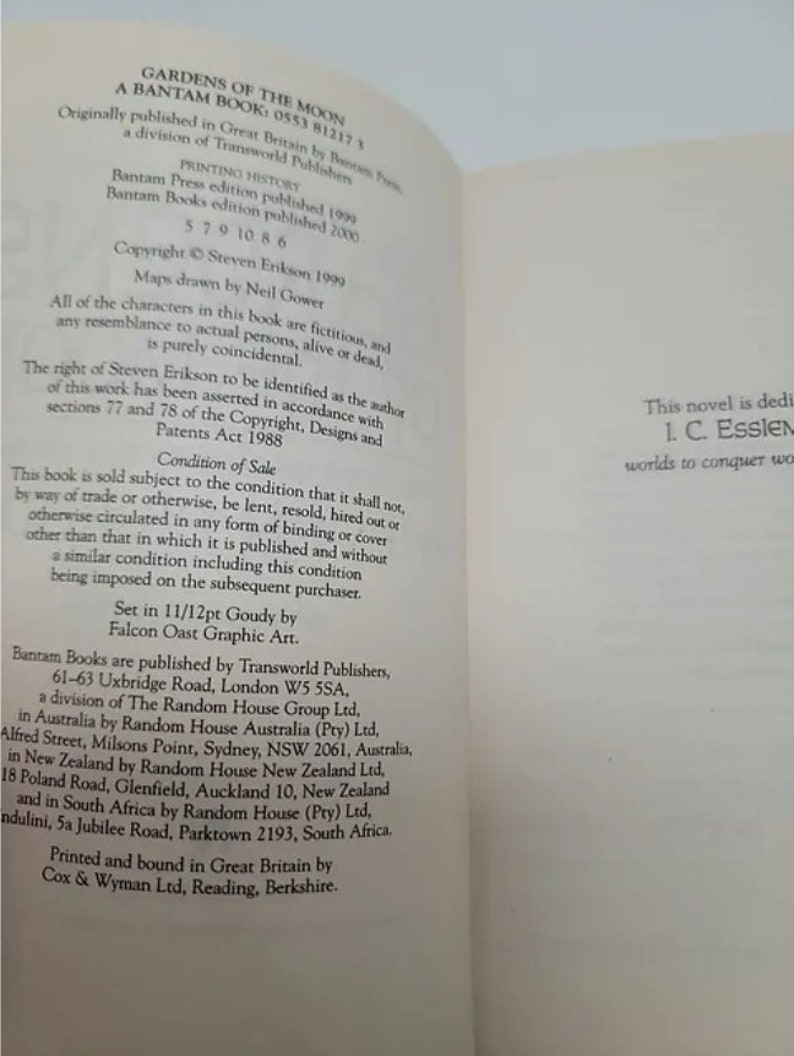 GARDENS OF THE MOON
A BANTAM BOOK: 0553 81217 3
Originally published in Great Britain by Bantam Press,
a division of Transworld Publishers
PRINTING HISTORY
Bantam Press edition published 1999
Bantam Books edition published 2000
5 7 9 10 8 6
Copyright © Steven Erikson 1999
Maps drawn by Neil Gower
All of the characters in this book are fictitious, and
any resemblance to actual persons, alive or dead,
is purely coincidental.
The right of Steven Erikson to be identified as the author
of this work has been asserted in accordance with
sections 77 and 78 of the Copyright, Designs and
Patents Act 1988
Condition of Sale
This book is sold subject to the condition that it shall not,
by way of trade or otherwise, be lent, resold, hired out or
otherwise circulated in any form of binding or cover
other than that in which it is published and without
a similar condition including this condition
being imposed on the subsequent purchaser.
Set in 11/12pt Goudy by
Falcon Oast Graphic Art.
Bantam Books are published by Transworld Publishers,
61–63 Uxbridge Road, London W5 5SA,
a division of The Random House Group Ltd,
in Australia by Random House Australia (Pty) Ltd,
Alfred Street, Milsons Point, Sydney, NSW 2061, Australia,
in New Zealand by Random House New Zealand Ltd,
18 Poland Road, Glenfield, Auckland 10, New Zealand
and in South Africa by Random House (Pty) Ltd,
ndulini, 5a Jubilee Road, Parktown 2193, South Africa.
Printed and bound in Great Britain by
Cox & Wyman Ltd, Reading, Berkshire.
This novel is dedi
I. C. Esslem
worlds to conquer wo